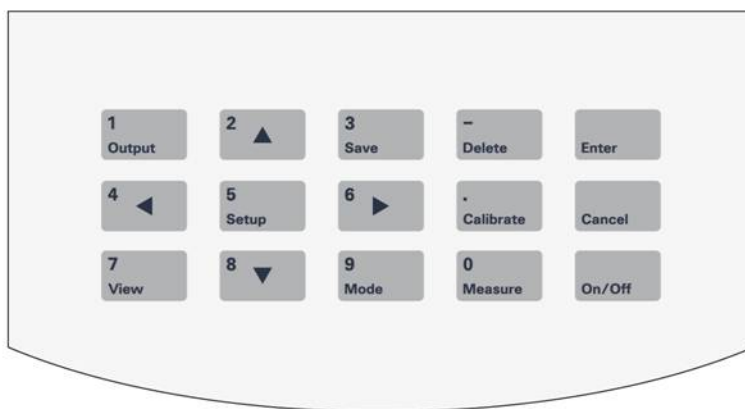 1 2 3 –
Output Save Delete Enter
4 5 6 .
Setup Calibrate Cancel
7 8 9 0
View Mode Measure On/Off